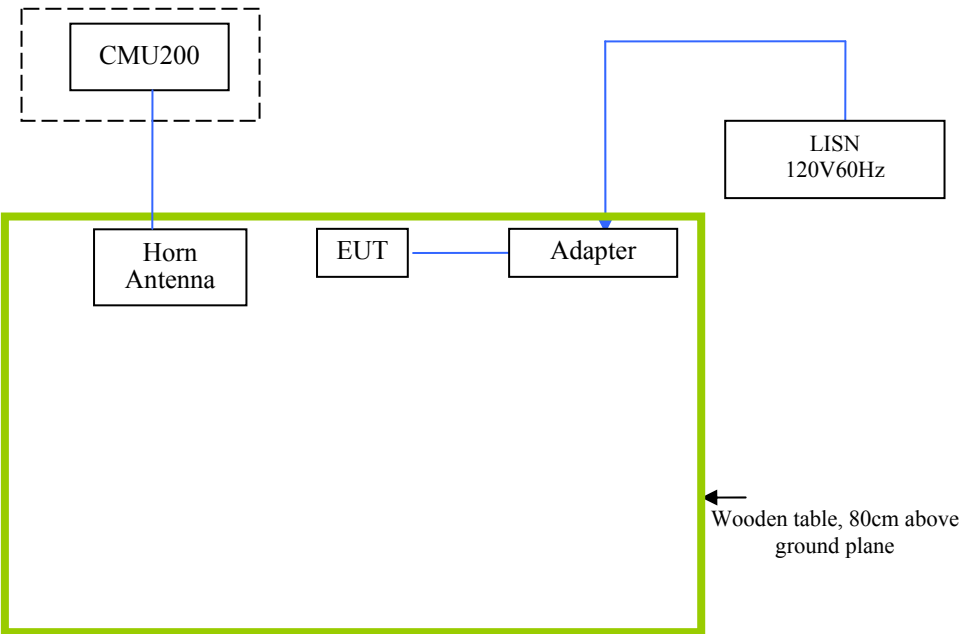 CMU200
LISN
120V60Hz
Horn
Antenna
EUT
Adapter
Wooden table, 80cm above
ground plane